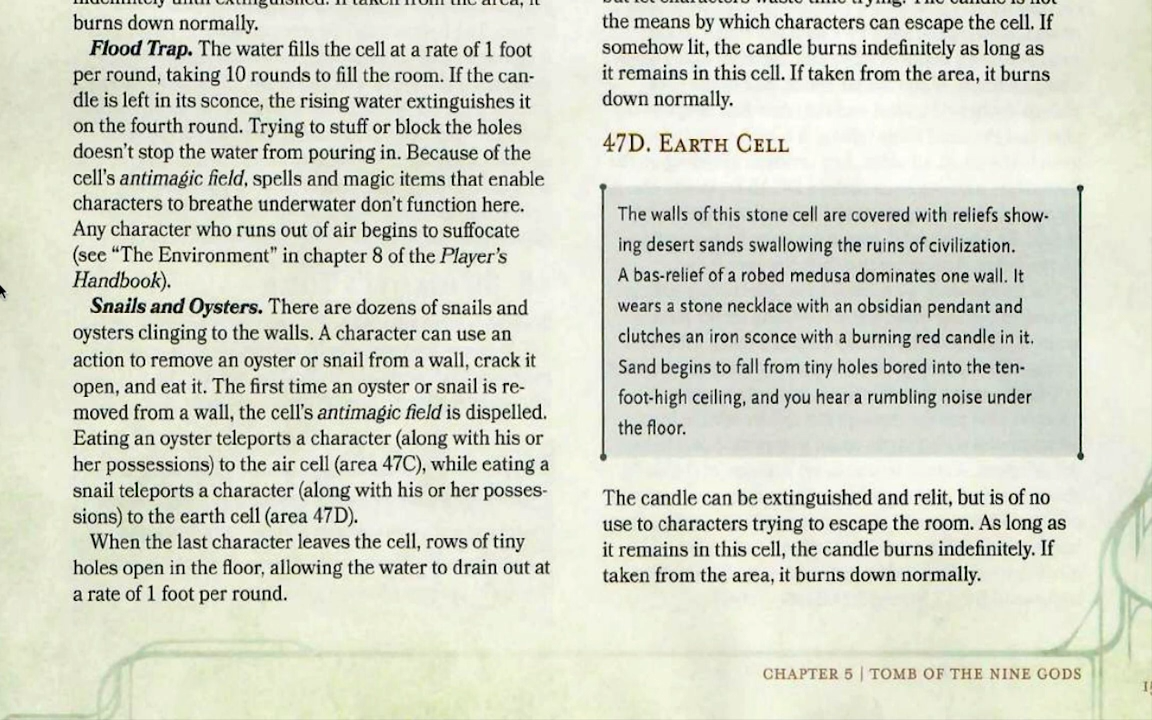 burns down normally.
Flood Trap. The water fills the cell at a rate of 1 foot
per round, taking 10 rounds to fill the room. If the can-
dle is left in its sconce, the rising water extinguishes it
on the fourth round. Trying to stuff or block the holes
doesn't stop the water from pouring in. Because of the
cell's antimagic field, spells and magic items that enable
characters to breathe underwater don't function here.
Any character who runs out of air begins to suffocate
(see “The Environment” in chapter 8 of the Player's
Handbook).
Snails and Oysters. There are dozens of snails and
oysters clinging to the walls. A character can use an
action to remove an oyster or snail from a wall, crack it
open, and eat it. The first time an oyster or snail is re-
moved from a wall, the cell's antimagic field is dispelled.
Eating an oyster teleports a character (along with his or
her possessions) to the air cell (area 47C), while eating a
snail teleports a character (along with his or her posses-
sions) to the earth cell (area 47D).
When the last character leaves the cell, rows of tiny
holes open in the floor, allowing the water to drain out at
a rate of 1 foot per round.
the means by which characters can escape the cell. If
somehow lit, the candle burns indefinitely as long as
it remains in this cell. If taken from the area, it burns
down normally.
47D. Earth Cell
The walls of this stone cell are covered with reliefs show-
ing desert sands swallowing the ruins of civilization.
A bas-relief of a robed medusa dominates one wall. It
wears a stone necklace with an obsidian pendant and
clutches an iron sconce with a burning red candle in it.
Sand begins to fall from tiny holes bored into the ten-
foot-high ceiling, and you hear a rumbling noise under
the floor.
The candle can be extinguished and relit, but is of no
use to characters trying to escape the room. As long as
it remains in this cell, the candle burns indefinitely. If
taken from the area, it burns down normally.
CHAPTER 5 | TOMB OF THE NINE GODS